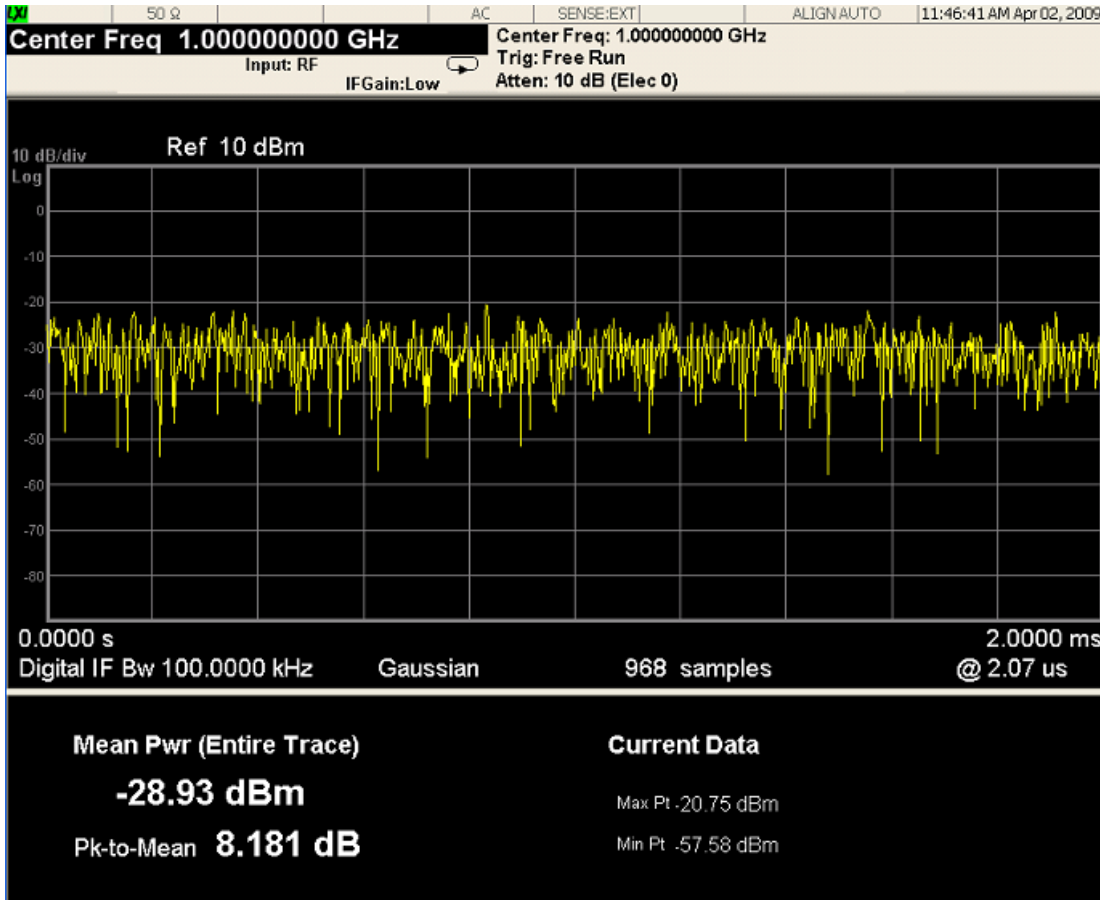 LXI 50 Ω AC SENSE:EXT ALIGN AUTO 11:46:41 AM Apr 02, 2009
Center Freq 1.000000000 GHz
Input: RF
IFGain:Low
Center Freq: 1.000000000 GHz
Trig: Free Run
Atten: 10 dB (Elec 0)
10 dB/div
Ref 10 dBm
Log
0
-10
-20
-30
-40
-50
-60
-70
-80
0.0000 s 2.0000 ms
Digital IF Bw 100.0000 kHz Gaussian 968 samples @ 2.07 us
Mean Pwr (Entire Trace)
-28.93 dBm
Pk-to-Mean 8.181 dB
Current Data
Max Pt -20.75 dBm
Min Pt -57.58 dBm